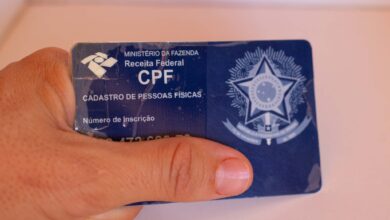 MINISTÉRIO DA FAZENDA
Receita Federal
CPF
CADASTRO DE PESSOAS FÍSICAS
Número de Inscrição